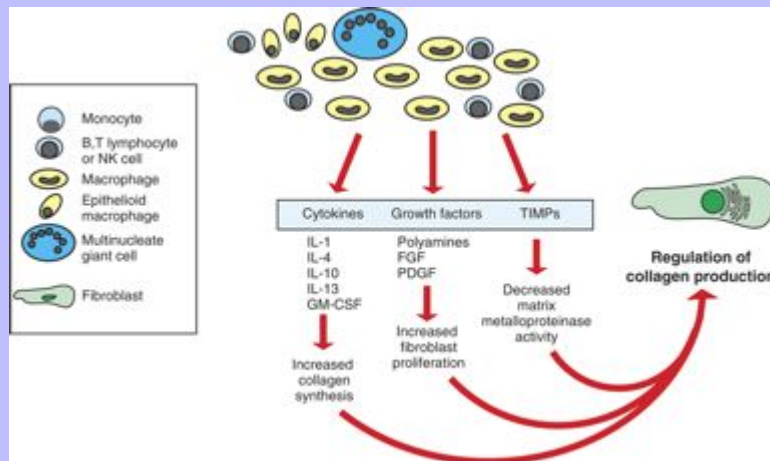 Monocyte
B,T lymphocyte
or NK cell
Macrophage
Epithelioid
macrophage
Multinucleate
giant cell
Fibroblast
Cytokines
IL-1
IL-4
IL-10
IL-13
GM-CSF
Increased
collagen
synthesis
Growth factors
Polyamines
FGF
PDGF
Increased
fibroblast
proliferation
TIMPs
Decreased
matrix
metalloproteinase
activity
Regulation of
collagen production